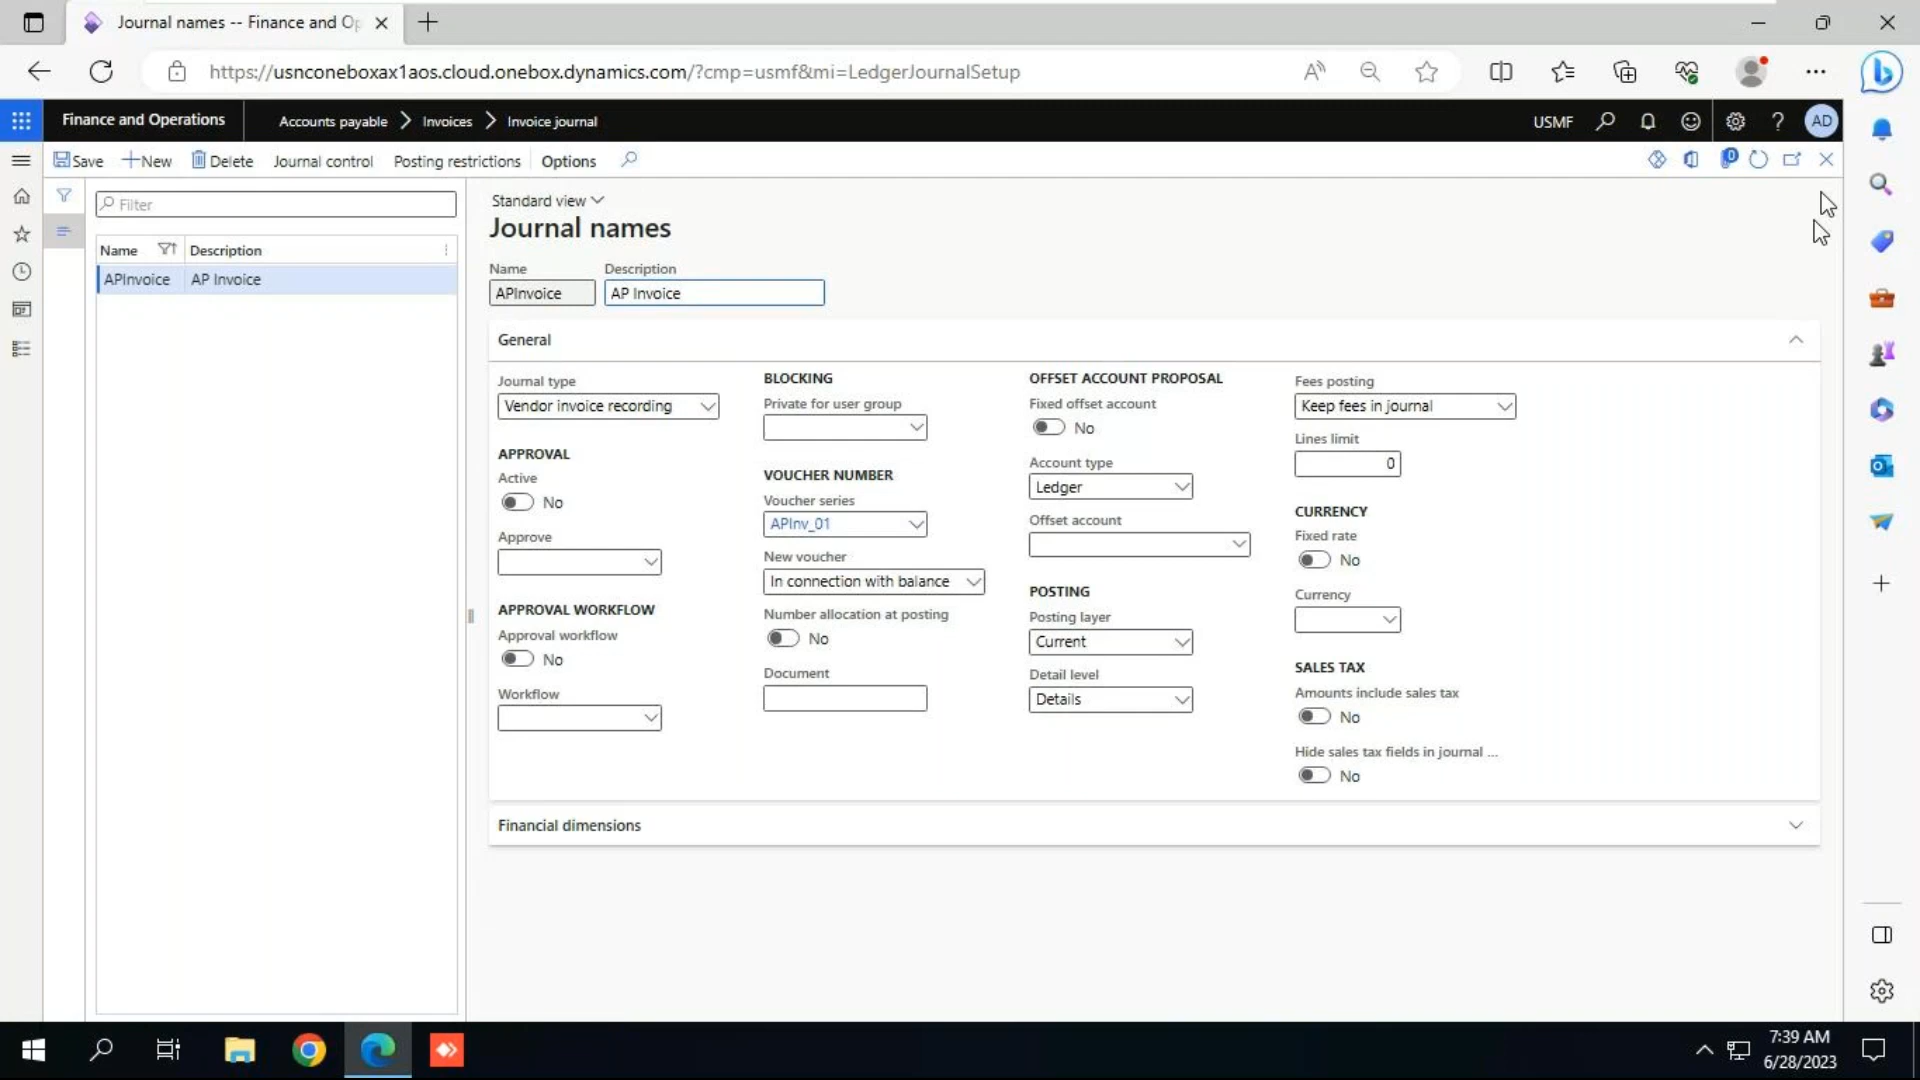 Journal names -- Finance and Op
https://usnconeboxax1aos.cloud.onebox.dynamics.com/?cmp=usmf&mi=LedgerJournalSetup
Finance and Operations
Accounts payable
Invoices
Invoice journal
USMF
AD
Save
New
Delete
Journal control
Posting restrictions
Options
0
Filter
Name
Description
APInvoice
AP Invoice
Standard view
Journal names
Name
Description
APInvoice
AP Invoice
General
Journal type
Vendor invoice recording
APPROVAL
Active
No
Approve
APPROVAL WORKFLOW
Approval workflow
No
Workflow
BLOCKING
Private for user group
VOUCHER NUMBER
Voucher series
APInv_01
New voucher
In connection with balance
Number allocation at posting
No
Document
OFFSET ACCOUNT PROPOSAL
Fixed offset account
No
Account type
Ledger
Offset account
POSTING
Posting layer
Current
Detail level
Details
Fees posting
Keep fees in journal
Lines limit
0
CURRENCY
Fixed rate
No
Currency
SALES TAX
Amounts include sales tax
No
Hide sales tax fields in journal ...
No
Financial dimensions
7:39 AM
6/28/2023